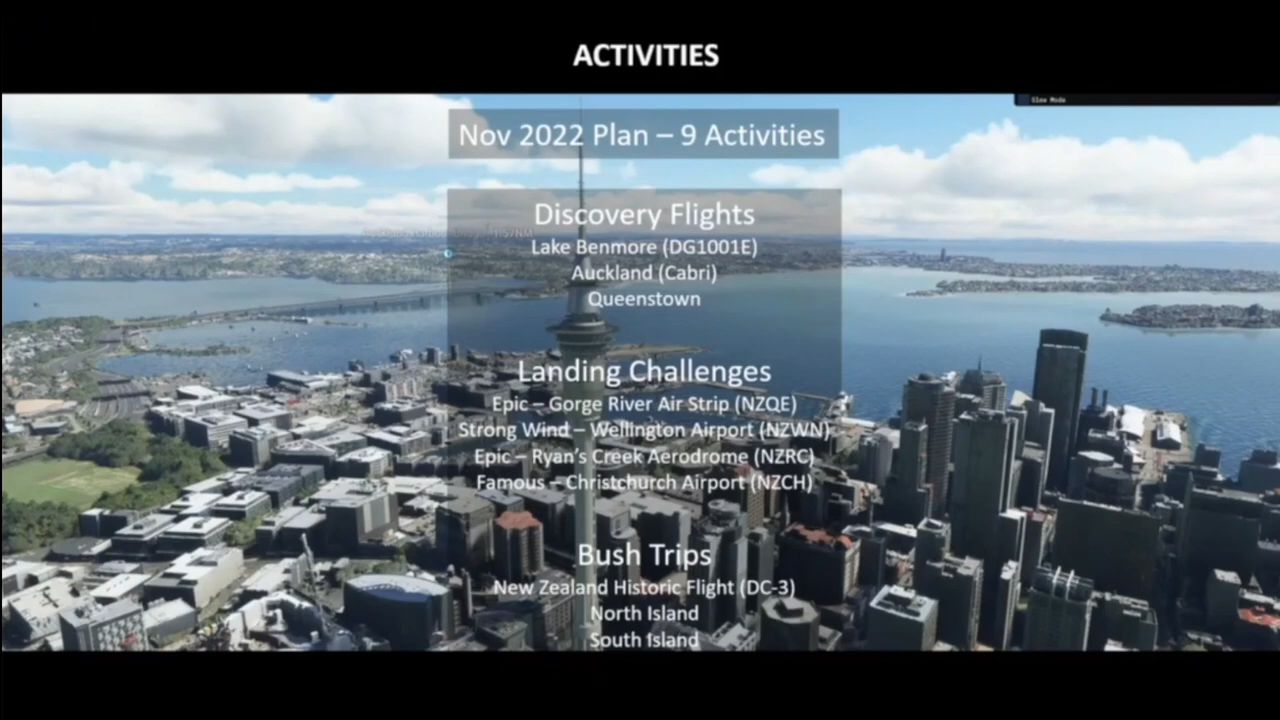 ACTIVITIES
Slew Mode
Nov 2022 Plan – 9 Activities
Discovery Flights
Lake Benmore (DG1001E)
Auckland (Cabri)
Queenstown
Landing Challenges
Epic – Gorge River Air Strip (NZQE)
Strong Wind – Wellington Airport (NZWN)
Epic – Ryan's Creek Aerodrome (NZRC)
Famous – Christchurch Airport (NZCH)
Bush Trips
New Zealand Historic Flight (DC-3)
North Island
South Island